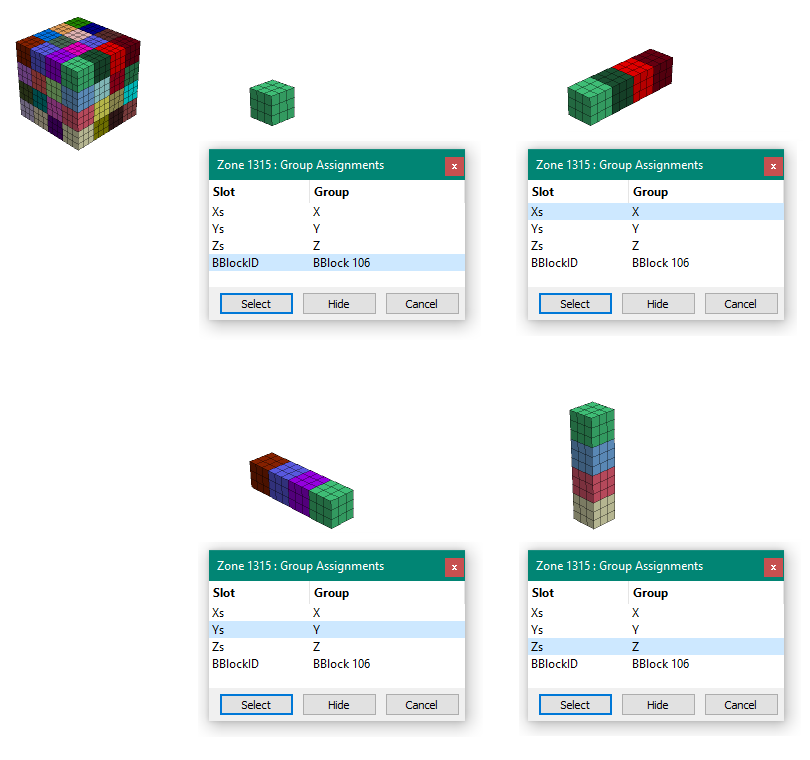 Zone 1315 : Group Assignments x
Slot Group
Xs X
Ys Y
Zs Z
BBlockID BBlock 106
Select Hide Cancel
Zone 1315 : Group Assignments x
Slot Group
Xs X
Ys Y
Zs Z
BBlockID BBlock 106
Select Hide Cancel
Zone 1315 : Group Assignments x
Slot Group
Xs X
Ys Y
Zs Z
BBlockID BBlock 106
Select Hide Cancel
Zone 1315 : Group Assignments x
Slot Group
Xs X
Ys Y
Zs Z
BBlockID BBlock 106
Select Hide Cancel